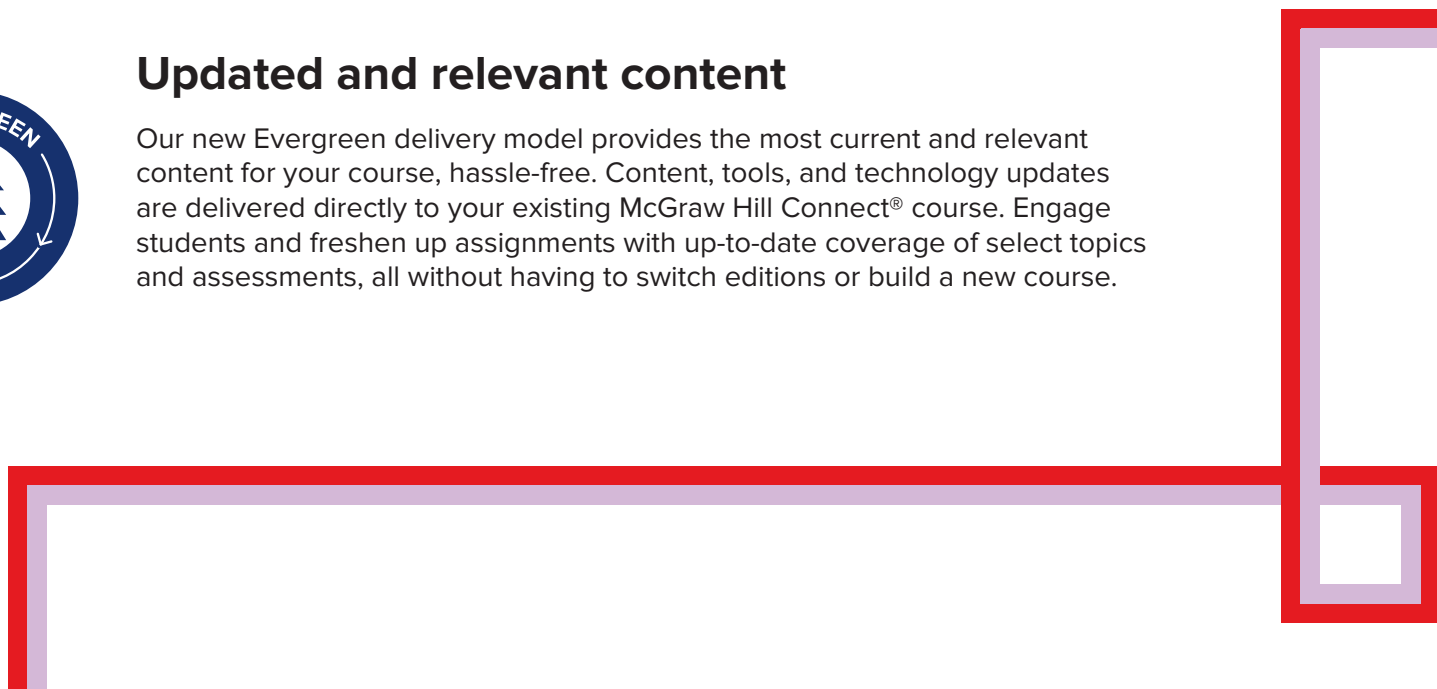 Updated and relevant content
Our new Evergreen delivery model provides the most current and relevant
content for your course, hassle-free. Content, tools, and technology updates
are delivered directly to your existing McGraw Hill Connect® course. Engage
students and freshen up assignments with up-to-date coverage of select topics
and assessments, all without having to switch editions or build a new course.